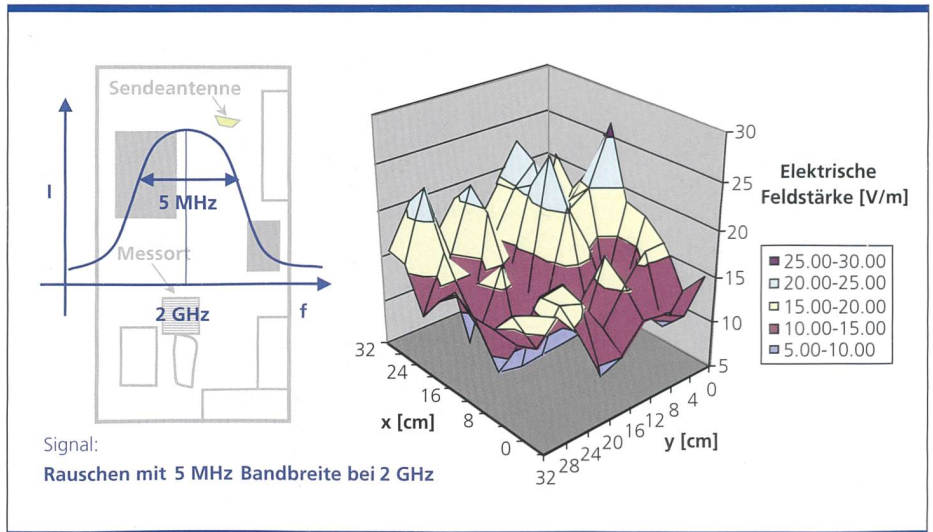 Sendeantenne
I
5 MHz
Messort
2 GHz
f
Signal:
Rauschen mit 5 MHz Bandbreite bei 2 GHz
30
25
20
15
10
5
Elektrische
Feldstärke [V/m]
25.00-30.00
20.00-25.00
15.00-20.00
10.00-15.00
5.00-10.00
32
24
16
8
0
x [cm]
32 28 24 20 16 12 8 4 0
y [cm]